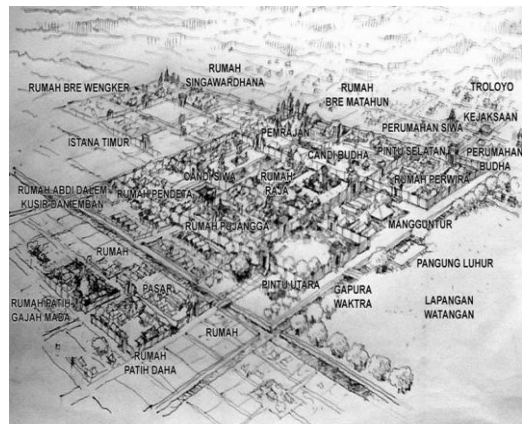 RUMAH
SINGAWARDHANA
RUMAH BRE WENGKER
RUMAH
BRE MATAHUN
TROLOYO
KEJAKSAAN
PEMRAJAN
PERUMAHAN SIWA
ISTANA TIMUR
CANDI BUDHA
PINTU SELATAN
PERUMAHAN
BUDHA
CANDI SIWA
RUMAH
RAJA
RUMAH PERWIRA
RUMAH ABDI DALEM
KUSIR DAN EMBAN
RUMAH PENDETA
RUMAH PUJANGGA
MANGGUNTUR
RUMAH
PANGUNG LUHUR
PASAR
PINTU UTARA
GAPURA
WAKTRA
LAPANGAN
WATANGAN
RUMAH PATIH
GAJAH MADA
RUMAH
RUMAH
PATIH DAHA